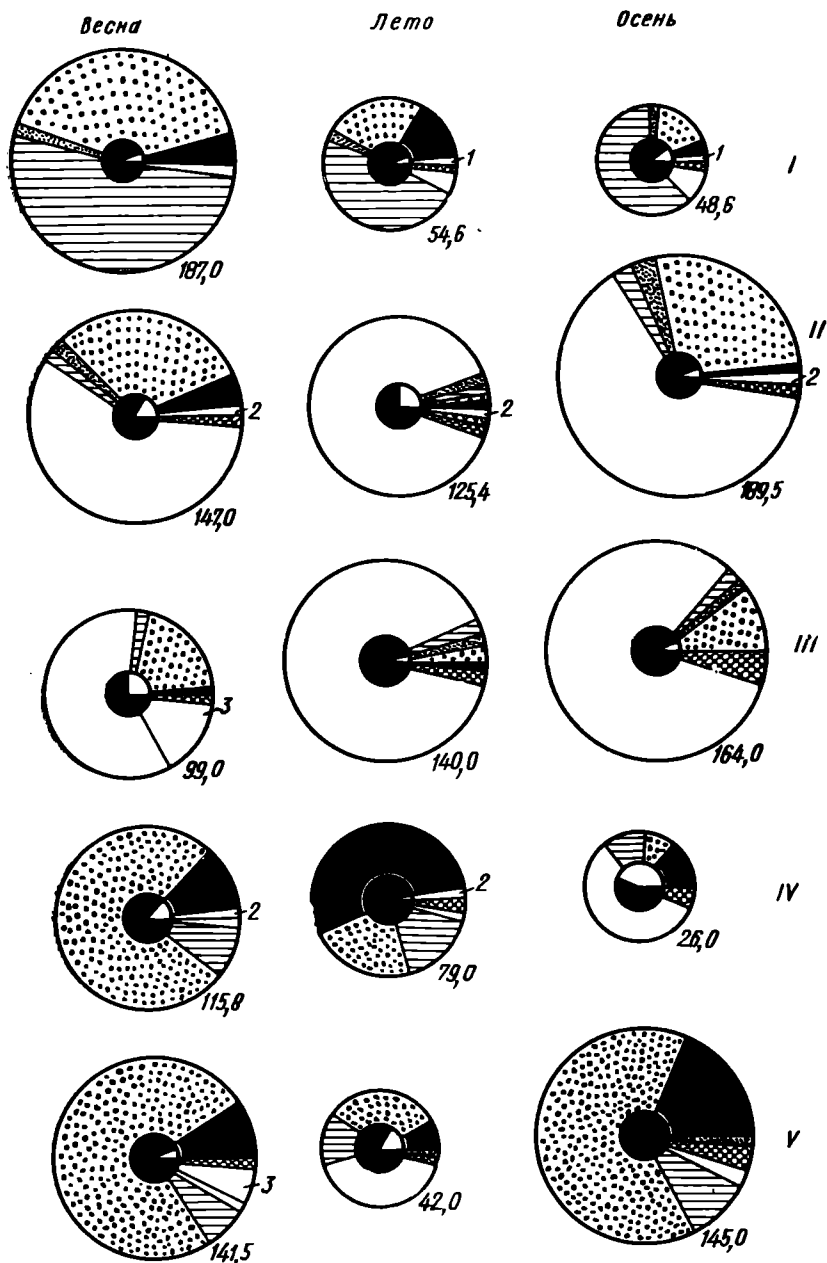 Весна Лето Осень
1 1 I
187,0 54,6 48,6
II
2 2 2
147,0 125,4 189,5
3 III
99,0 140,0 164,0
2 2 IV
115,8 79,0 26,0
3 V
141,5 42,0 145,0